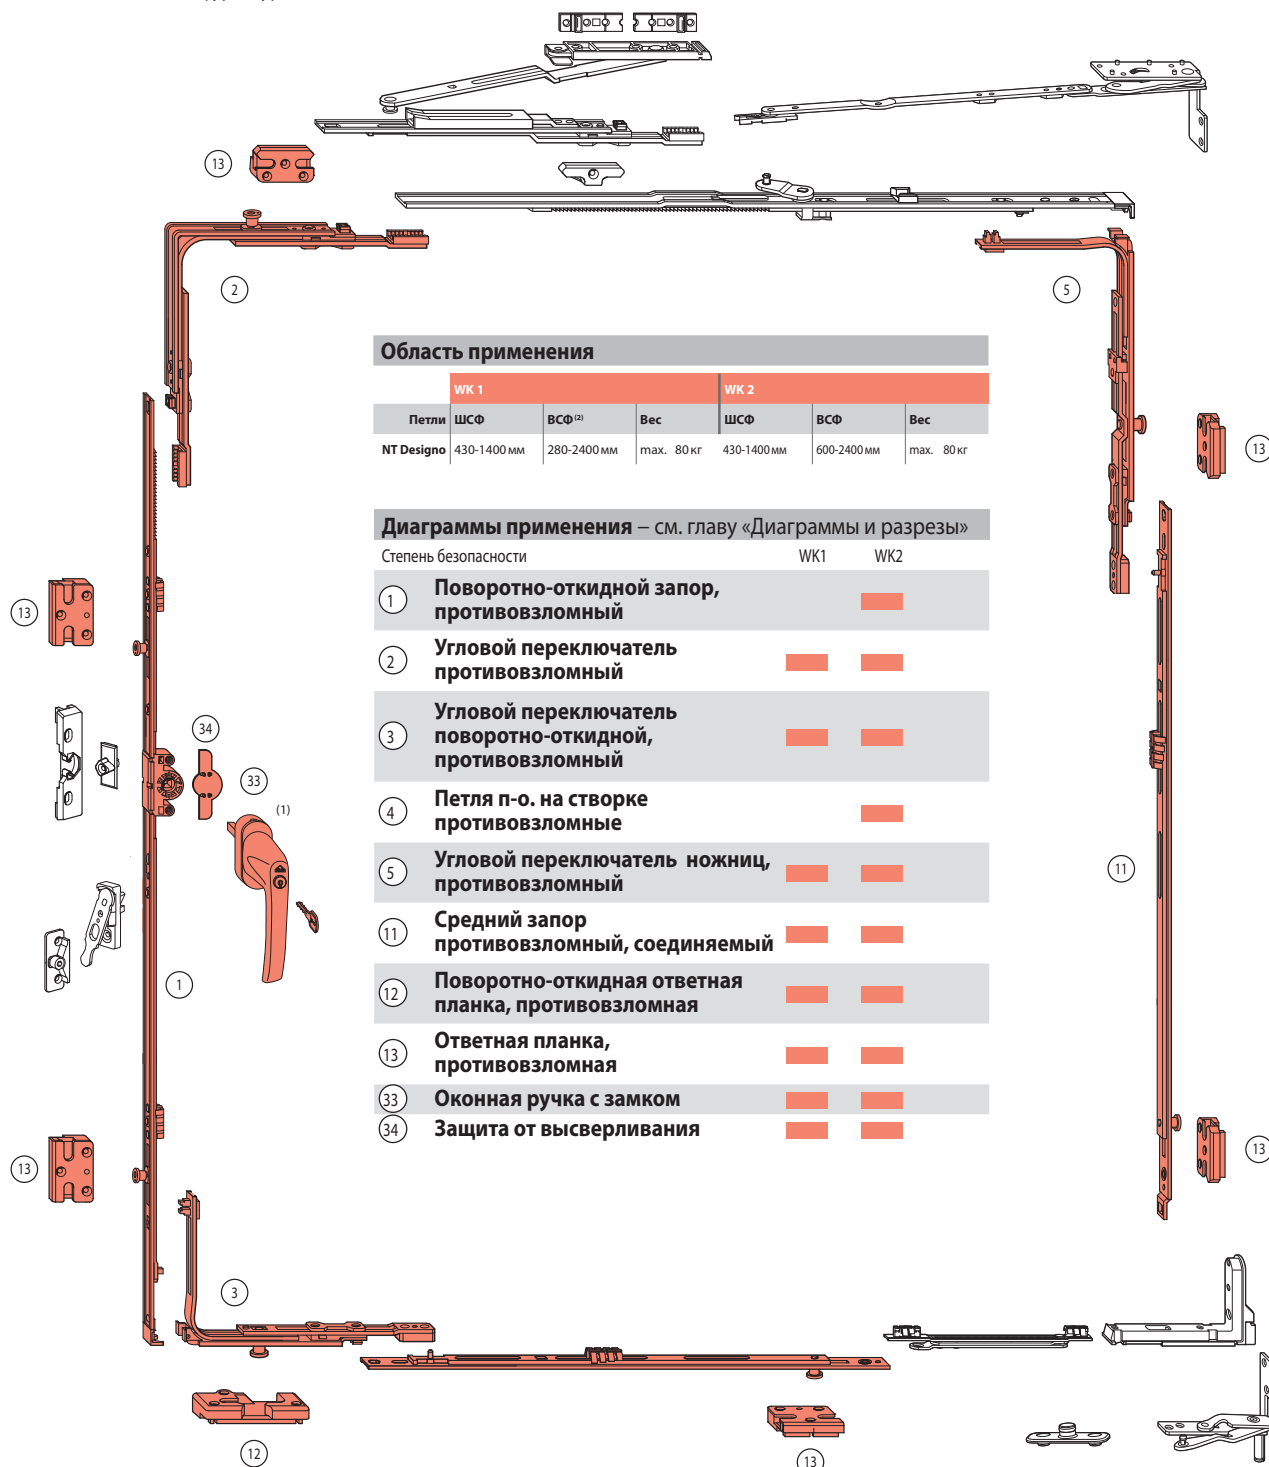 13
2
5
Область применения
WK 1 WK 2
Петли ШСФ ВСФ(2) Вес ШСФ ВСФ Вес
NT Designo 430-1400 мм 280-2400 мм max. 80 кг 430-1400 мм 600-2400 мм max. 80 кг
13
Диаграммы применения – см. главу «Диаграммы и разрезы»
Степень безопасности WK1 WK2
1 Поворотно-откидной запор,
противовзломный
13
2 Угловой переключатель
противовзломный
3 Угловой переключатель
поворотно-откидной,
противовзломный
34
33
(1)
4 Петля п-о. на створке
противовзломные
5 Угловой переключатель ножниц,
противовзломный
11
11 Средний запор
противовзломный, соединяемый
1
12 Поворотно-откидная ответная
планка, противовзломная
13 Ответная планка,
противовзломная
33 Оконная ручка с замком
34 Защита от высверливания
13
13
3
12
13